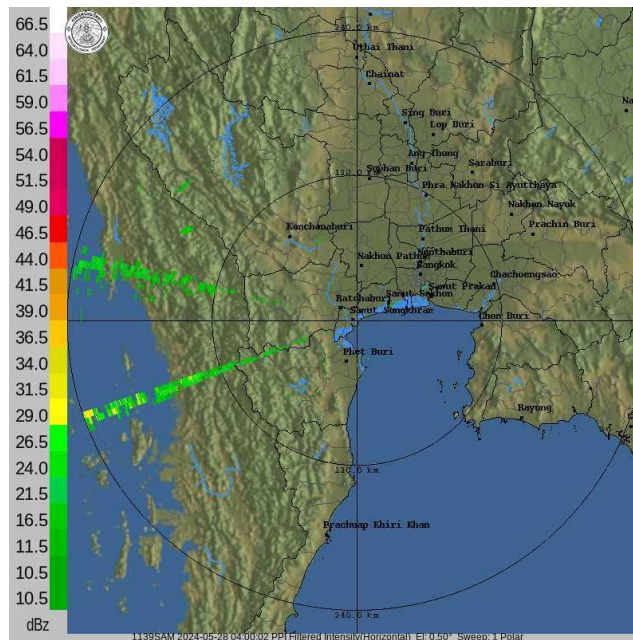 66.5
64.0
61.5
59.0
56.5
54.0
51.5
49.0
46.5
44.0
41.5
39.0
36.5
34.0
31.5
29.0
26.5
24.0
21.5
16.5
11.5
10.5
dBz
240.0 km
Uthai Thani
Chainat
Sing Buri
Lop Buri
Ang Thong
Saraburi
Suphan Buri
120.0 km
Phra Nakhon Si Ayutthaya
Nakhon Nayok
Kanchanaburi
Pathum Thani
Prachin Buri
Nonthaburi
Nakhon Pathom
Bangkok
Chachoengsao
Samut Prakan
Samut Sakhon
Ratchaburi
Samut Songkhram
Chon Buri
Phet Buri
Rayong
120.0 km
Prachuap Khiri Khan
240.0 km
1139SAM 2024-05-28 04:00:02 PPI Filtered Intensity(Horizontal) El: 0.50° Sweep: 1 Polar